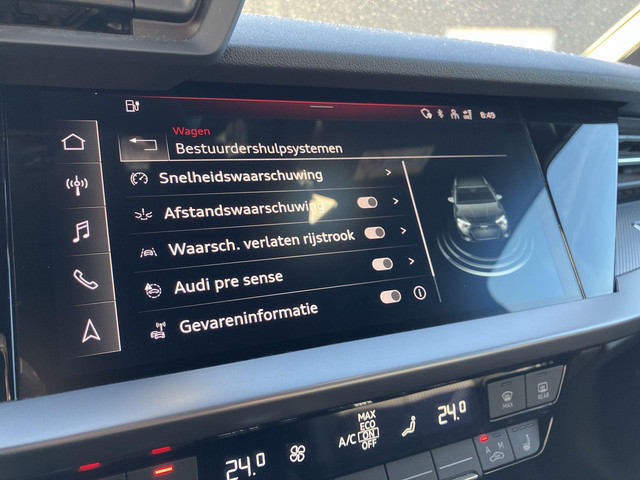 8:49
Wagen
Bestuurdershulpsystemen
Snelheidswaarschuwing
Afstandswaarschuwing
Waarsch. verlaten rijstrook
Audi pre sense
Gevareninformatie
MAX
ECO
A/C ON
OFF
24.0
24.0
MAX
REAR
A M